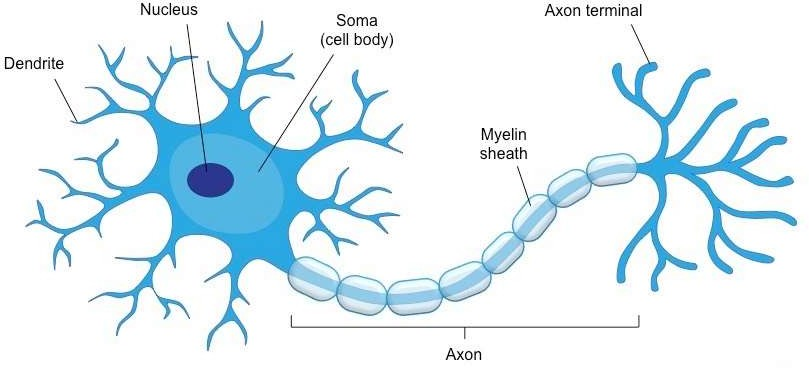 Nucleus
Soma
(cell body)
Axon terminal
Dendrite
Myelin
sheath
Axon